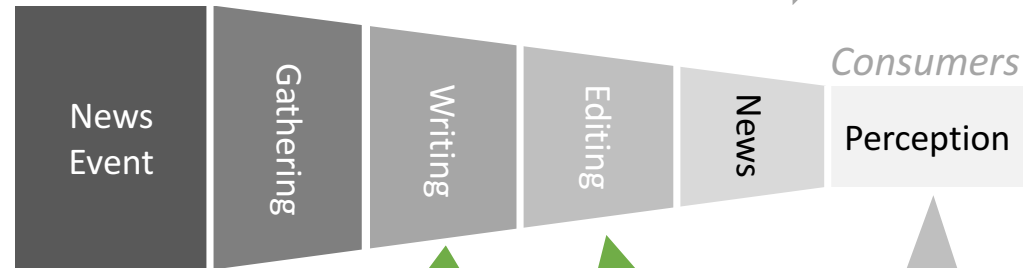 News
Event
Gathering
Writing
Editing
News
Consumers
Perception